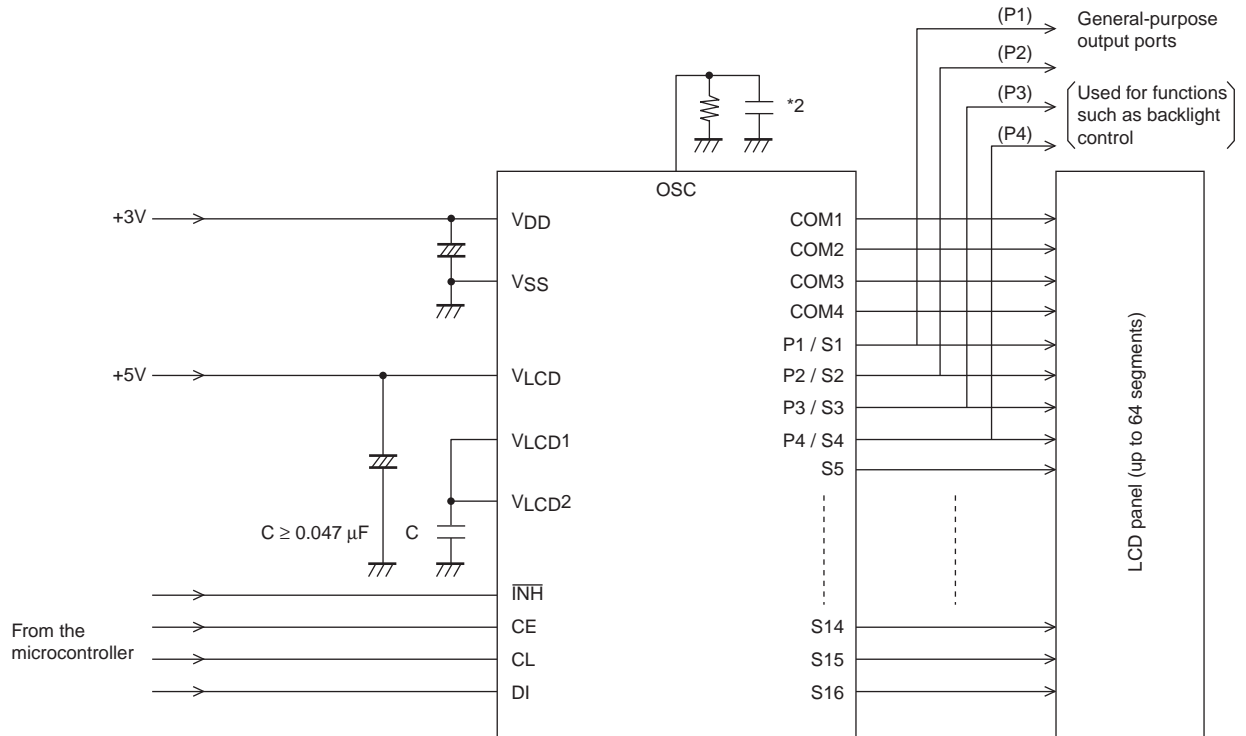 (P1)
General-purpose
output ports
(P2)
(P3)
Used for functions
such as backlight
control
(P4)
*2
OSC
+3V
VDD
VSS
+5V
VLCD
VLCD1
VLCD2
C ≥ 0.047 μF
C
From the
microcontroller
INH
CE
CL
DI
COM1
COM2
COM3
COM4
P1 / S1
P2 / S2
P3 / S3
P4 / S4
S5
S14
S15
S16
LCD panel (up to 64 segments)